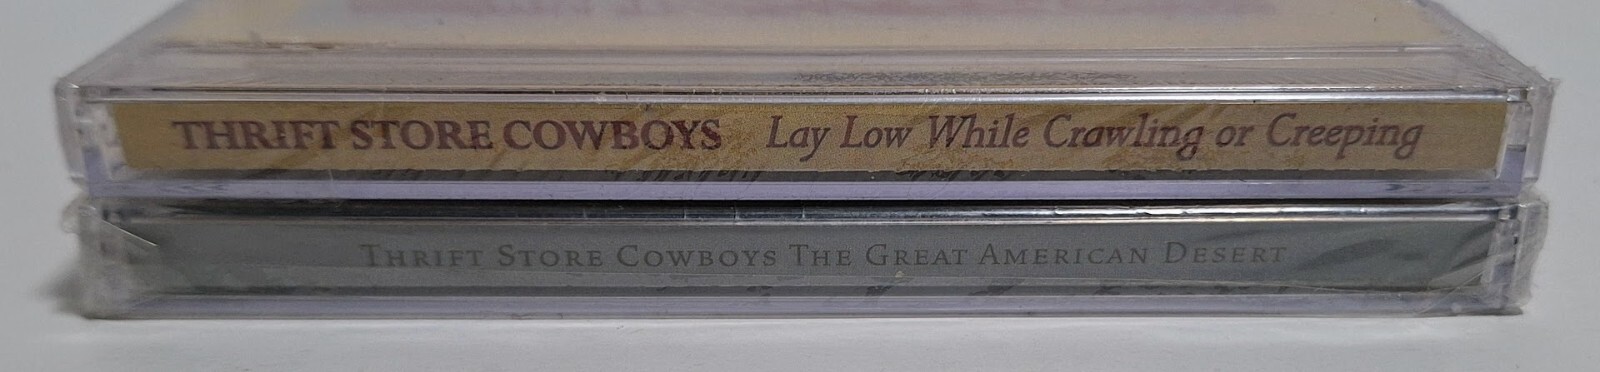 THRIFT STORE COWBOYS Lay Low While Crawling or Creeping
THRIFT STORE COWBOYS THE GREAT AMERICAN DESERT